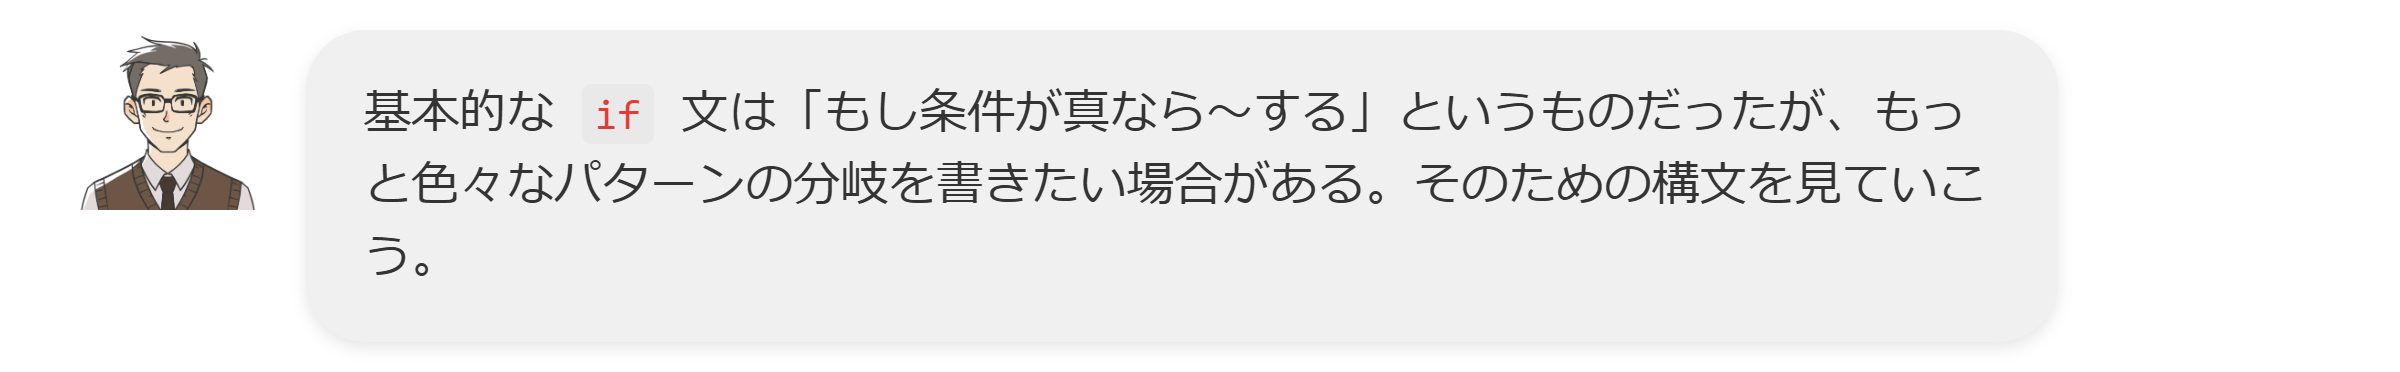 基本的な if 文は「もし条件が真なら〜する」というものだったが、もっ
と色々なパターンの分岐を書きたい場合がある。そのための構文を見ていこ
う。